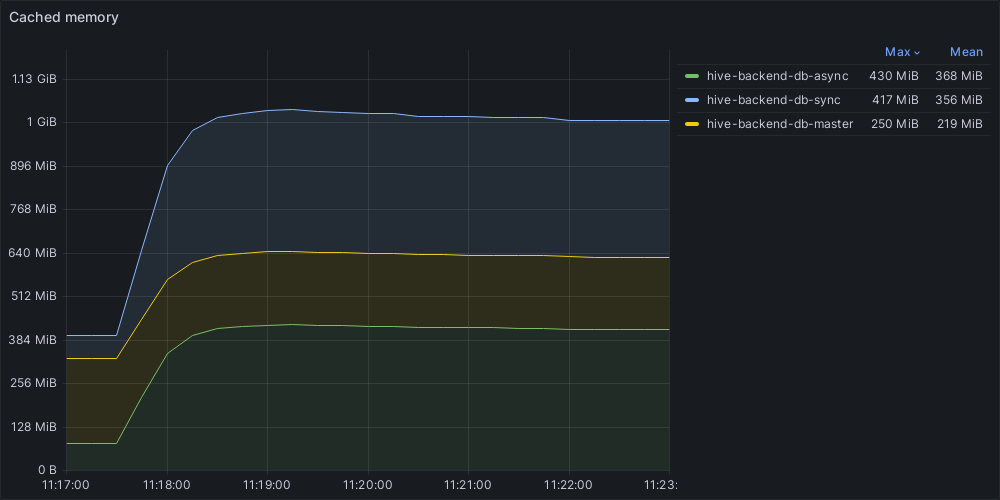 Cached memory
Max Mean
hive-backend-db-async 430 MiB 368 MiB
hive-backend-db-sync 417 MiB 356 MiB
hive-backend-db-master 250 MiB 219 MiB
1.13 GiB
1 GiB
896 MiB
768 MiB
640 MiB
512 MiB
384 MiB
256 MiB
128 MiB
0 B
11:17:00 11:18:00 11:19:00 11:20:00 11:21:00 11:22:00 11:23: